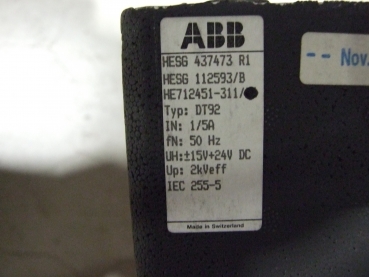 ABB
HESG 437473 R1
HESG 112593/B
HE712451-311/
Typ: DT92
IN: 1/5A
fN: 50 Hz
UH:±15V+24V DC
Up: 2kVeff
IEC 255-5
Made in Switzerland
-- Nov.